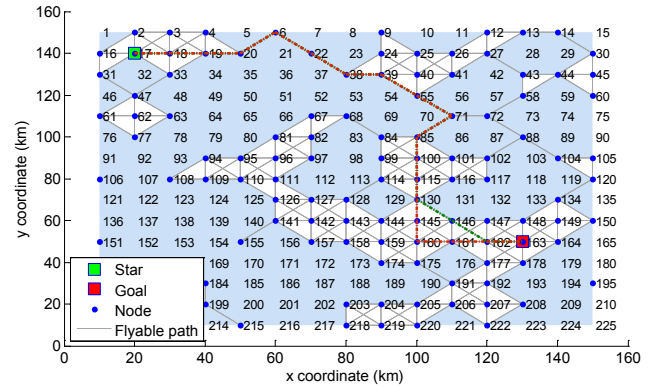 160
1 2 3 4 5 6 7 8 9 10 11 12 13 14 15
140 16 17 18 19 20 21 22 23 24 25 26 27 28 29 30
31 32 33 34 35 36 37 38 39 40 41 42 43 44 45
120 46 47 48 49 50 51 52 53 54 55 56 57 58 59 60
61 62 63 64 65 66 67 68 69 70 71 72 73 74 75
100 76 77 78 79 80 81 82 83 84 85 86 87 88 89 90
91 92 93 94 95 96 97 98 99 100 101 102 103 104 105
80 106 107 108 109 110 111 112 113 114 115 116 117 118 119 120
121 122 123 124 125 126 127 128 129 130 131 132 133 134 135
60 136 137 138 139 140 141 142 143 144 145 146 147 148 149 150
151 152 153 154 155 156 157 158 159 160 161 162 163 164 165
40 169 170 171 172 173 174 175 176 177 178 179 180
184 185 186 187 188 189 190 191 192 193 194 195
20 199 200 201 202 203 204 205 206 207 208 209 210
214 215 216 217 218 219 220 221 222 223 224 225
0
0 20 40 60 80 100 120 140 160
x coordinate (km)
y coordinate (km)
Star
Goal
Node
Flyable path